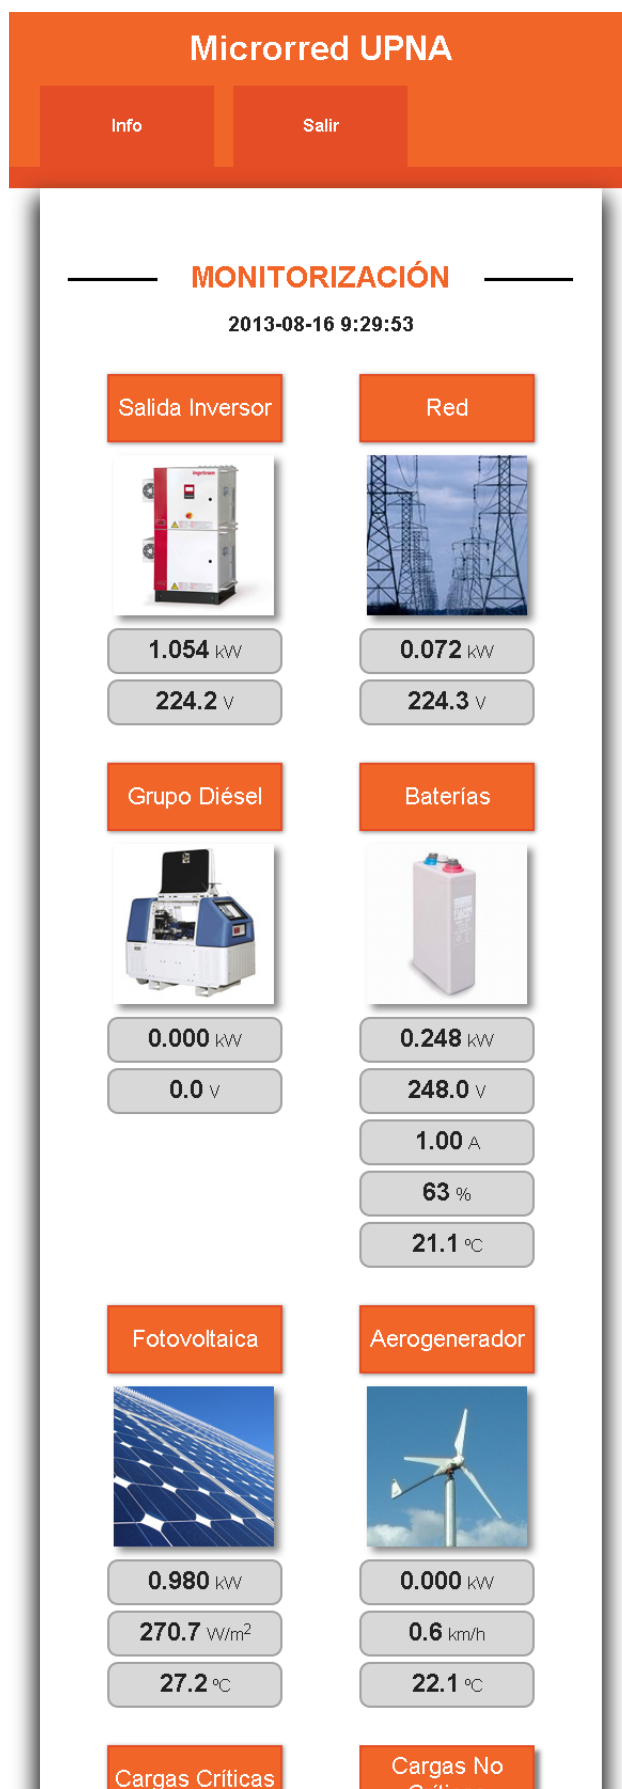 Microrred UPNA
Info
Salir
MONITORIZACIÓN
2013-08-16 9:29:53
Salida Inversor
Red
ingeteam
1.054 kW
0.072 kW
224.2 V
224.3 V
Grupo Diésel
Baterías
0.000 kW
0.248 kW
0.0 V
248.0 V
1.00 A
63 %
21.1 ºC
Fotovoltaica
Aerogenerador
0.980 kW
0.000 kW
270.7 W/m²
0.6 km/h
27.2 ºC
22.1 ºC
Cargas Críticas
Cargas No